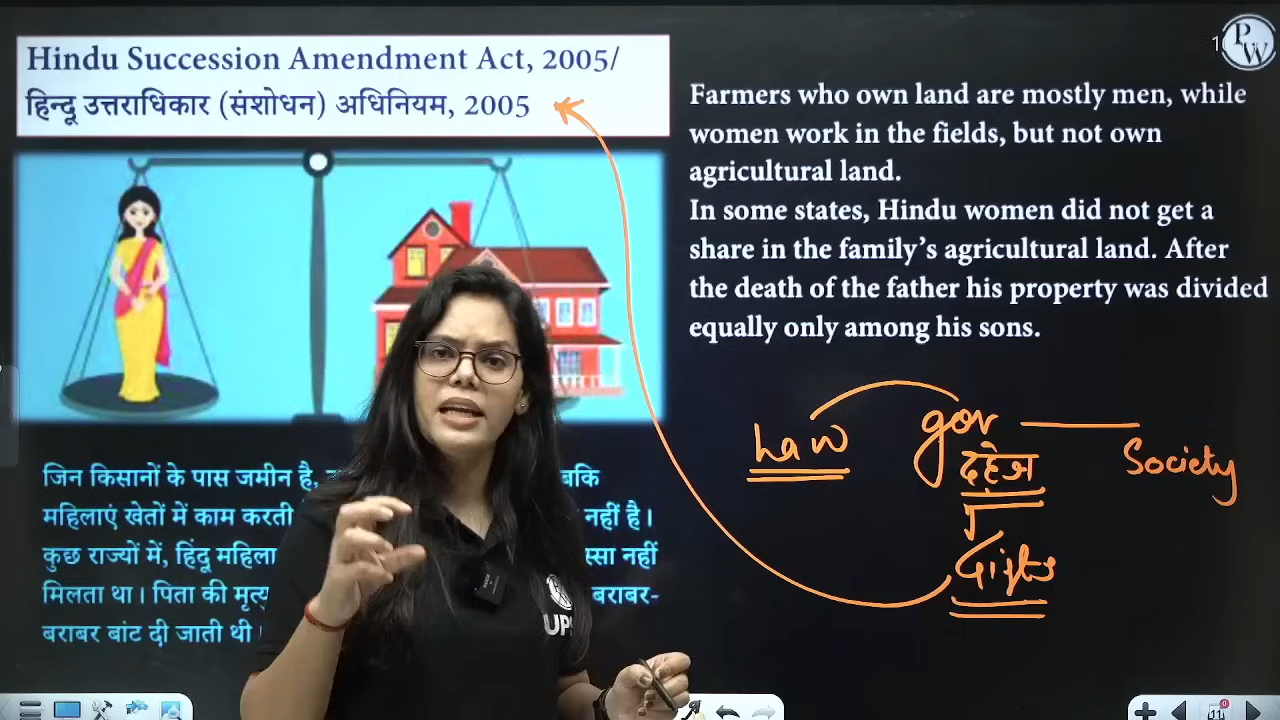 Hindu Succession Amendment Act, 2005/
हिन्दू उत्तराधिकार (संशोधन) अधिनियम, 2005
PW
Farmers who own land are mostly men, while
women work in the fields, but not own
agricultural land.
In some states, Hindu women did not get a
share in the family's agricultural land. After
the death of the father his property was divided
equally only among his sons.
Law gov Society
दहेज
Gifts
जिन किसानों के पास जमीन है,
महिलाएं खेतों में काम करती नहीं है।
कुछ राज्यों में, हिंदू नहीं
मिलता था। पिता की बराबर-
बराबर बांट दी जाती थी
11